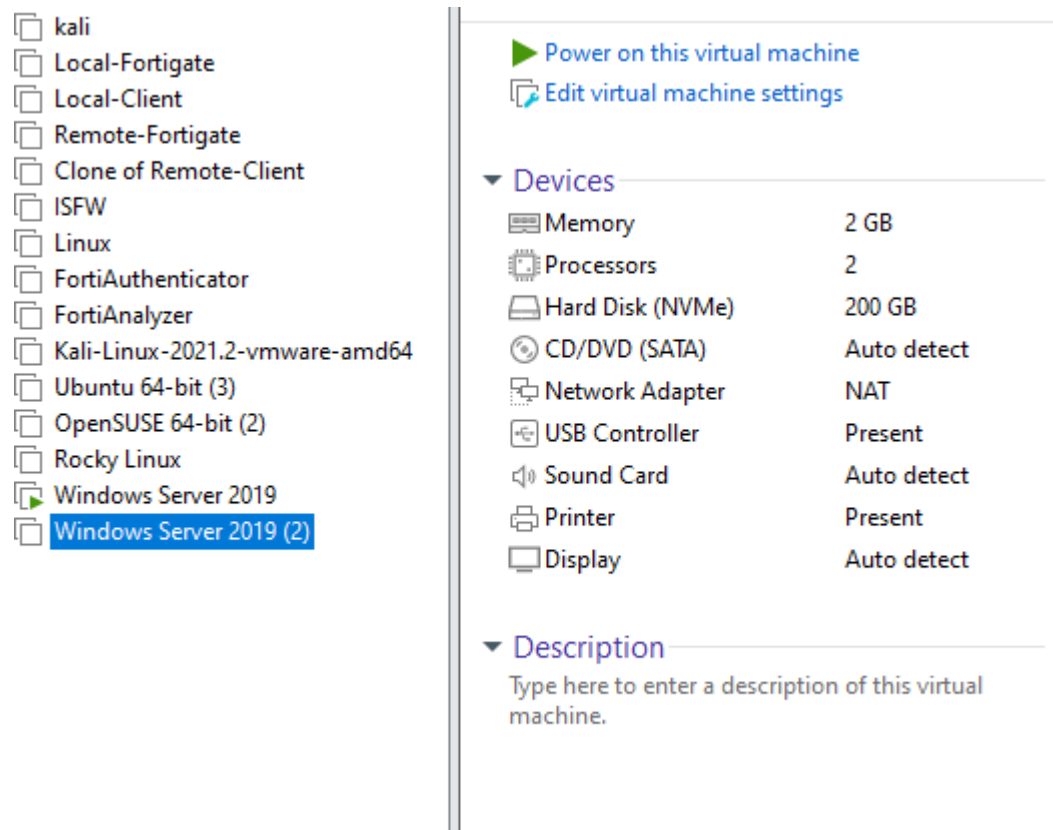 kali
Local-Fortigate
Local-Client
Remote-Fortigate
Clone of Remote-Client
ISFW
Linux
FortiAuthenticator
FortiAnalyzer
Kali-Linux-2021.2-vmware-amd64
Ubuntu 64-bit (3)
OpenSUSE 64-bit (2)
Rocky Linux
Windows Server 2019
Windows Server 2019 (2)
Power on this virtual machine
Edit virtual machine settings
Devices
Memory 2 GB
Processors 2
Hard Disk (NVMe) 200 GB
CD/DVD (SATA) Auto detect
Network Adapter NAT
USB Controller Present
Sound Card Auto detect
Printer Present
Display Auto detect
Description
Type here to enter a description of this virtual
machine.